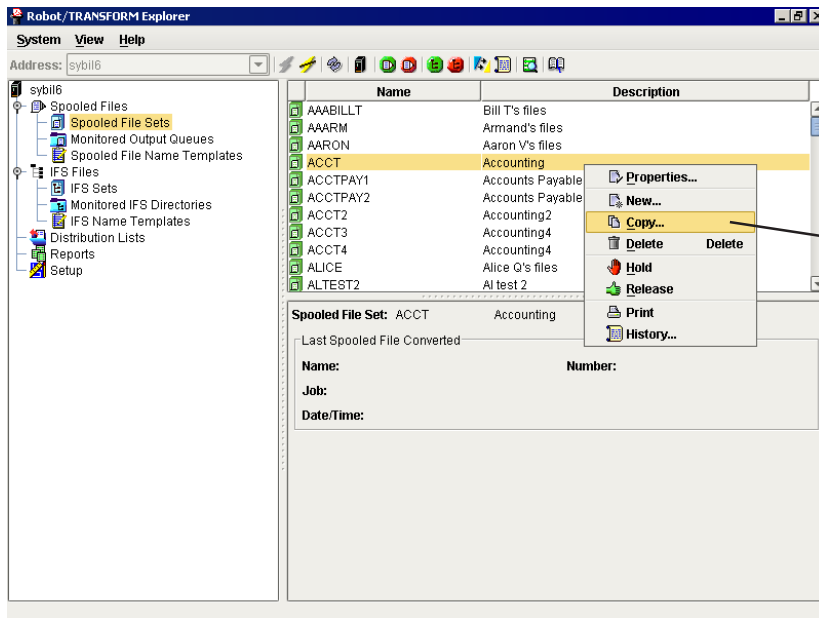 Robot/TRANSFORM Explorer
System View Help
Address: sybil6
sybil6
Spooled Files
Spooled File Sets
Monitored Output Queues
Spooled File Name Templates
IFS Files
IFS Sets
Monitored IFS Directories
IFS Name Templates
Distribution Lists
Reports
Setup
Name Description
AAABILLT Bill T's files
AAARM Armand's files
AARON Aaron V's files
ACCT Accounting
ACCTPAY1 Accounts Payable
ACCTPAY2 Accounts Payable
ACCT2 Accounting2
ACCT3 Accounting4
ACCT4 Accounting4
ALICE Alice Q's files
ALTEST2 Al test 2
Properties...
New...
Copy...
Delete Delete
Hold
Release
Print
History...
Spooled File Set: ACCT Accounting
Last Spooled File Converted
Name: Number:
Job:
Date/Time: